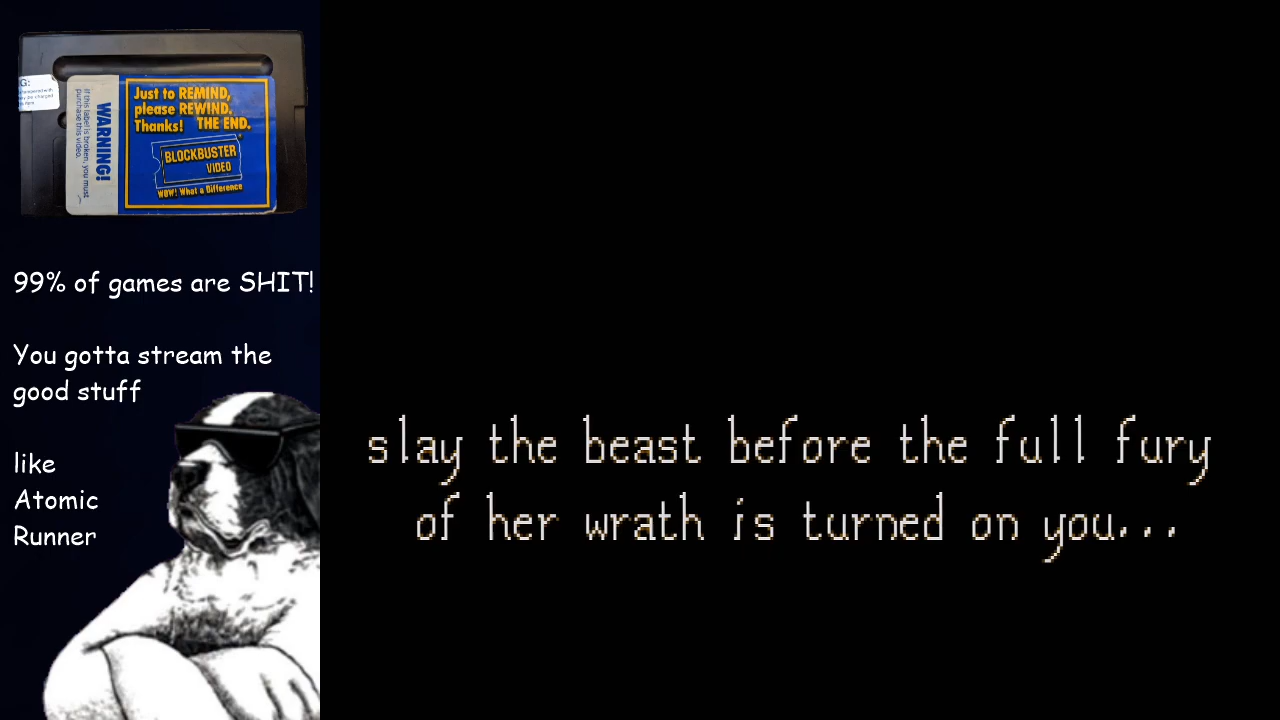 G:
Just to REMIND,
please REWIND.
Thanks! THE END.
BLOCKBUSTER
VIDEO
WOW! What a Difference
WARNING!
If this label is broken, you must
purchase this video.
99% of games are SHIT!
You gotta stream the
good stuff
like
Atomic
Runner
slay the beast before the full fury
of her wrath is turned on you...